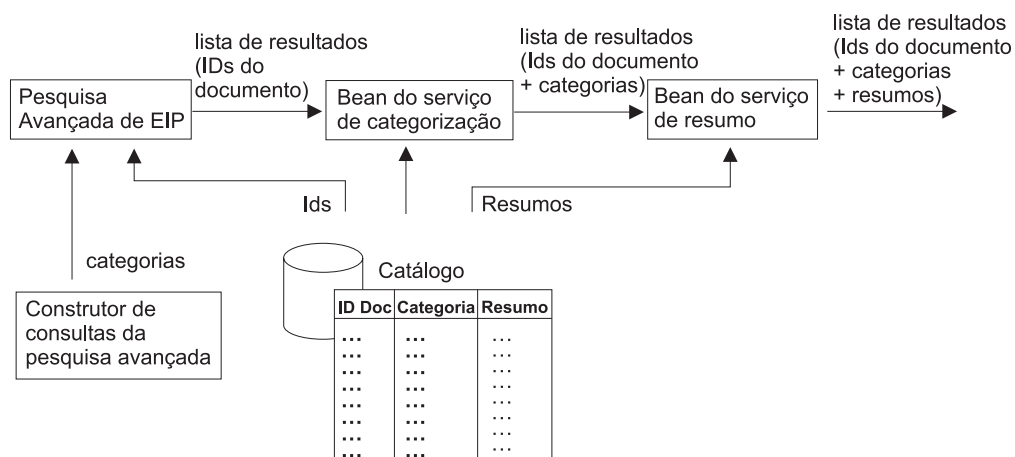 lista de resultados
(IDs do
documento)
lista de resultados
(Ids do documento
+ categorias)
lista de resultados
(Ids do documento
+ categorias
+ resumos)
Pesquisa
Avançada de EIP
Bean do serviço
de categorização
Bean do serviço
de resumo
Ids
Resumos
categorias
Catálogo
Construtor de
consultas da
pesquisa avançada
ID Doc Categoria Resumo
... ... ...
... ... ...
... ... ...
... ... ...
... ... ...
... ... ...
... ... ...
... ... ...